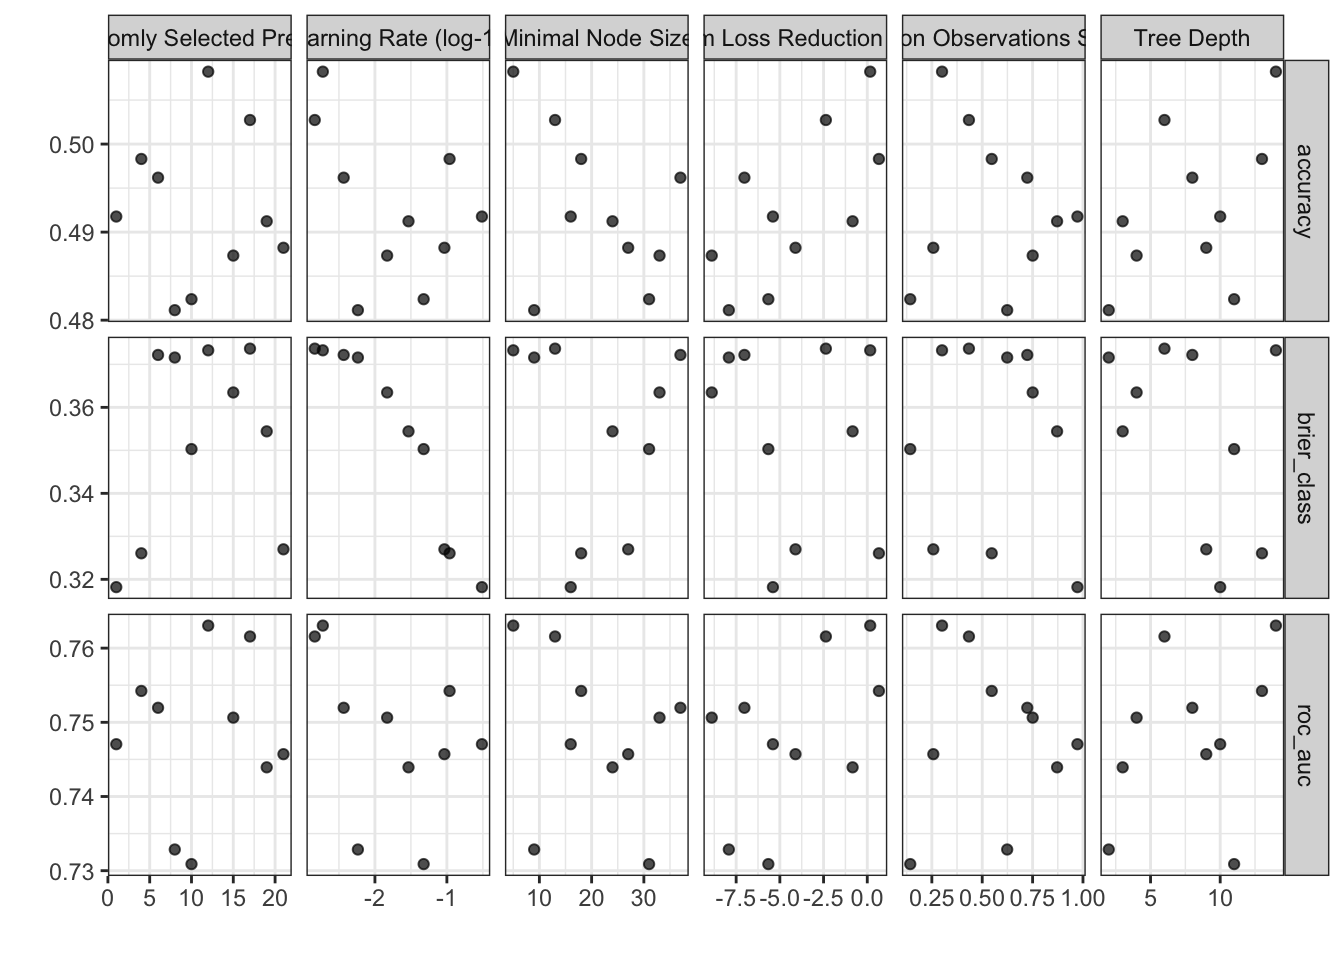 omly Selected Pre
arning Rate (log-1
Minimal Node Size
m Loss Reduction
on Observations S
Tree Depth
0.50
0.49
0.48
accuracy
0.36
0.34
0.32
brier_class
0.76
0.75
0.74
0.73
roc_auc
0 5 10 15 20
-2 -1
10 20 30
-7.5 -5.0 -2.5 0.0
0.25 0.50 0.75 1.00
5 10